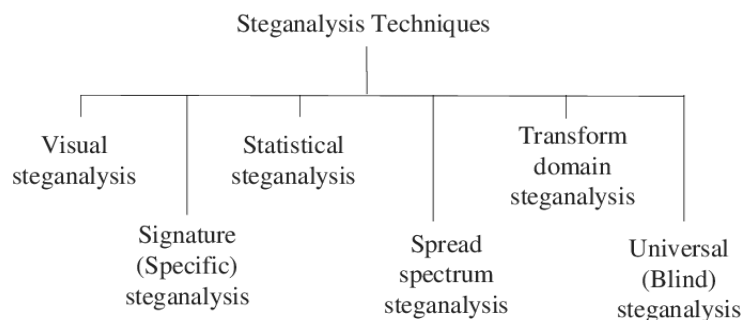 Steganalysis Techniques
Visual
steganalysis
Signature
(Specific)
steganalysis
Statistical
steganalysis
Spread
spectrum
steganalysis
Transform
domain
steganalysis
Universal
(Blind)
steganalysis